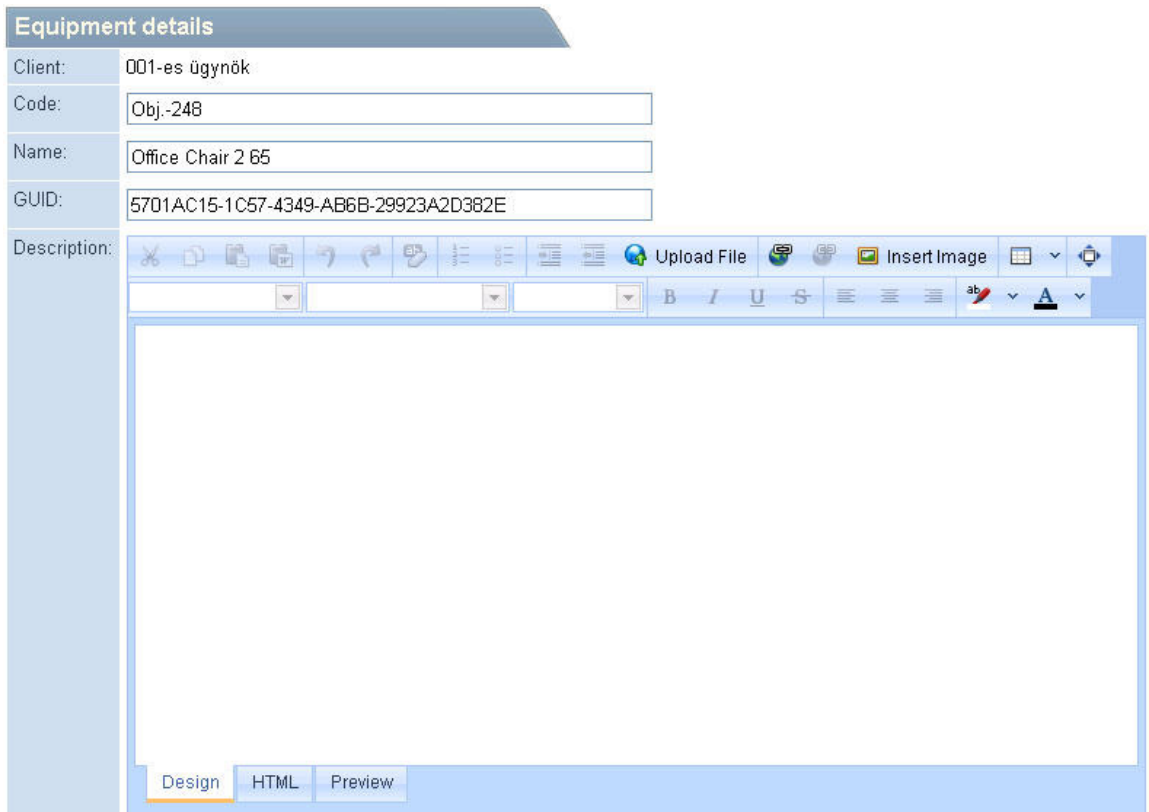 Equipment details
Client: 001-es ügynök
Code: Obj.-248
Name: Office Chair 2 65
GUID: 5701AC15-1C57-4349-AB6B-29923A2D382E
Description: Upload File Insert Image
B I U S ab A
Design HTML Preview